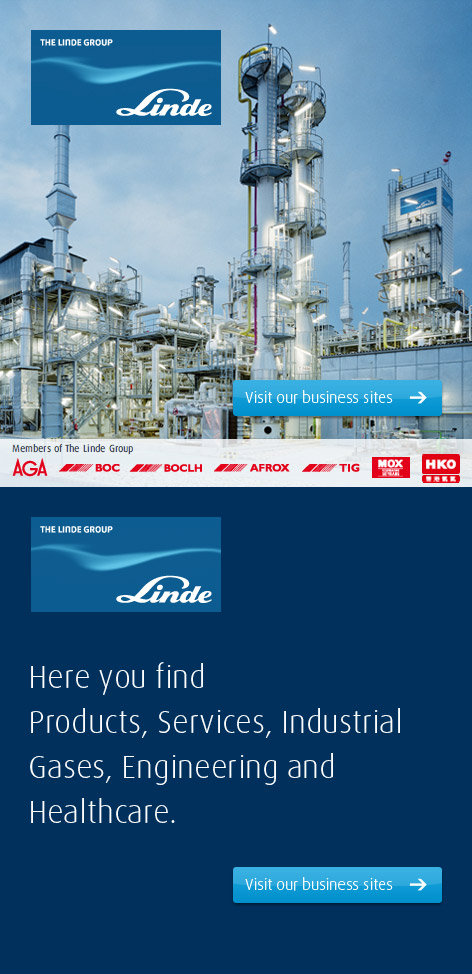 THE LINDE GROUP
Linde
Visit our business sites
Members of The Linde Group
AGA BOC BOCLH AFROX TIG MOX HKO
THE LINDE GROUP
Linde
Here you find
Products, Services, Industrial
Gases, Engineering and
Healthcare.
Visit our business sites